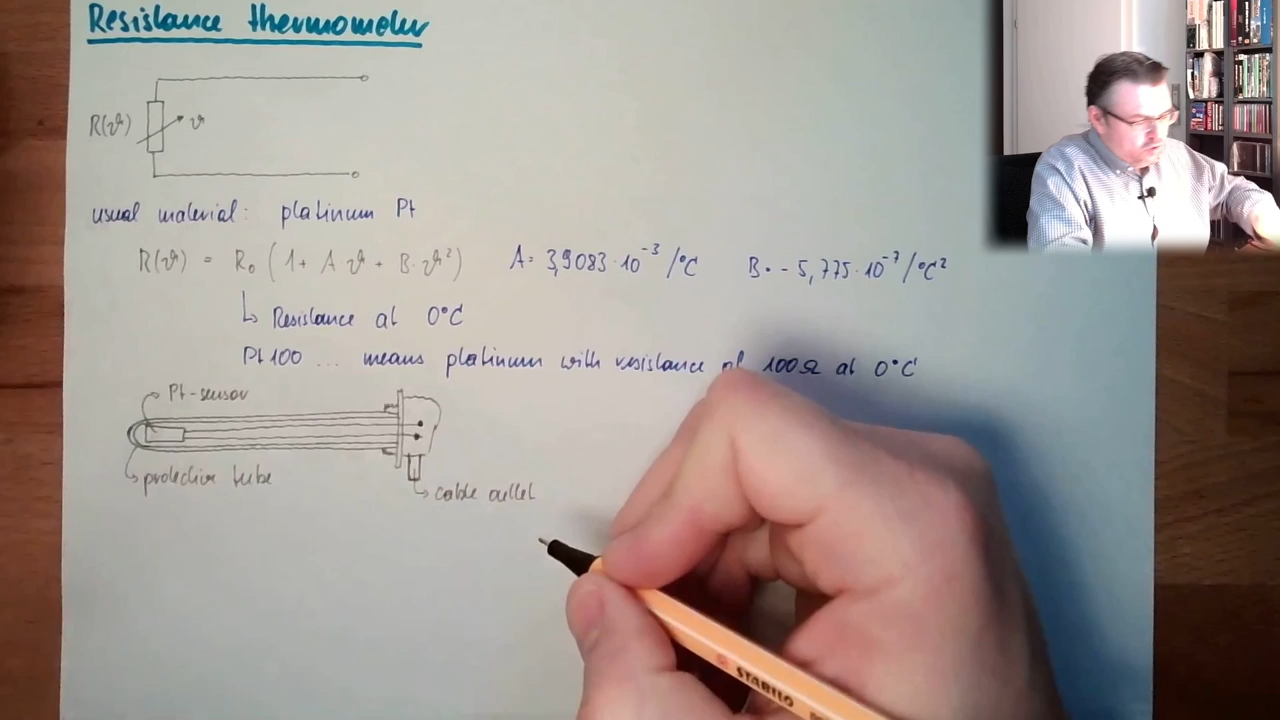 Resistance thermometer
R(ϑ) ϑ
usual material: platinum Pt
R(ϑ) = R₀ (1 + A ϑ + B · ϑ²) A = 3,9083 · 10⁻³ /°C B = - 5,775 · 10⁻⁷ /°C²
↳ Resistance at 0°C
Pt100 ... means platinum with resistance of 100Ω at 0°C
Pt-sensor
protective tube
cable outlet
STABILO